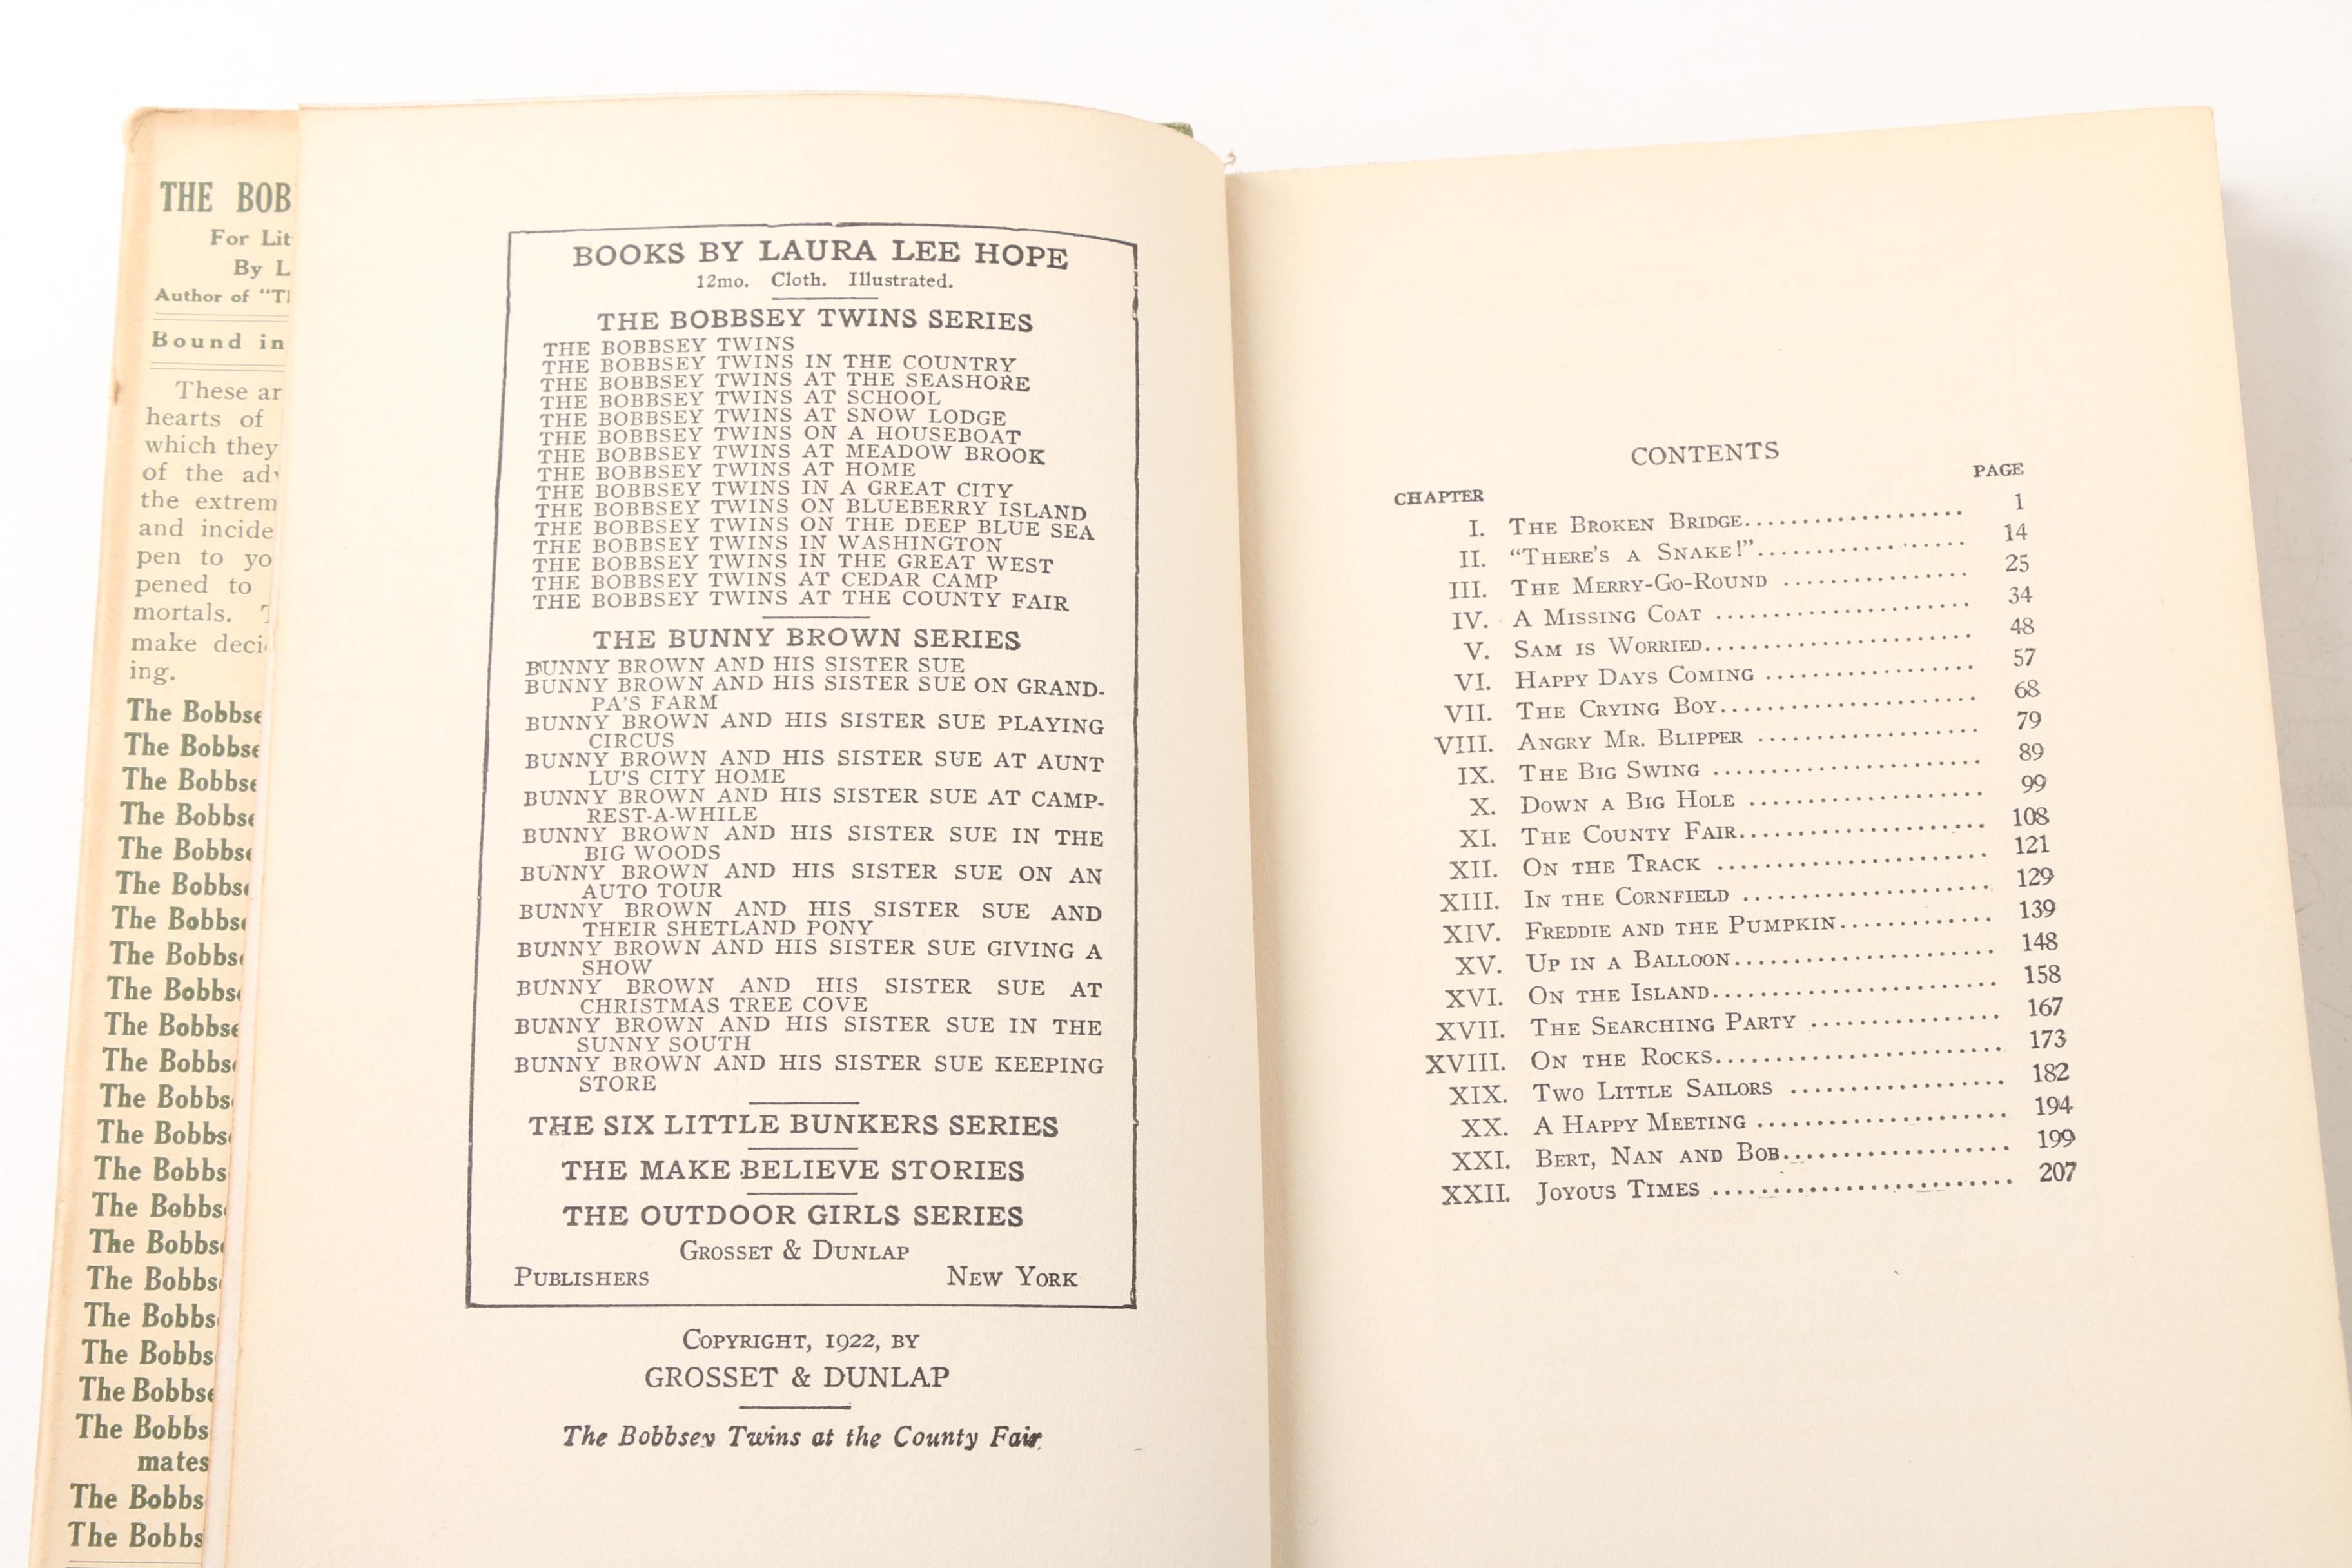 THE BOB
For Lit
By L
Author of "Th
Bound in
These ar
hearts of
which they
of the adv
the extrem
and incide
pen to yo
pened to
mortals. T
make deci
ing.
The Bobbse
The Bobbse
The Bobbse
The Bobbse
The Bobbse
The Bobbse
The Bobbse
The Bobbse
The Bobbse
The Bobbse
The Bobbse
The Bobbs
The Bobbs
The Bobbs
The Bobbs
The Bobbs
The Bobbs
The Bobbs
The Bobbs
The Bobbse
The Bobbs
mates
The Bobbs
The Bobbs
BOOKS BY LAURA LEE HOPE
12mo. Cloth. Illustrated.
THE BOBBSEY TWINS SERIES
THE BOBBSEY TWINS
THE BOBBSEY TWINS IN THE COUNTRY
THE BOBBSEY TWINS AT THE SEASHORE
THE BOBBSEY TWINS AT SCHOOL
THE BOBBSEY TWINS AT SNOW LODGE
THE BOBBSEY TWINS ON A HOUSEBOAT
THE BOBBSEY TWINS AT MEADOW BROOK
THE BOBBSEY TWINS AT HOME
THE BOBBSEY TWINS IN A GREAT CITY
THE BOBBSEY TWINS ON BLUEBERRY ISLAND
THE BOBBSEY TWINS ON THE DEEP BLUE SEA
THE BOBBSEY TWINS IN WASHINGTON
THE BOBBSEY TWINS IN THE GREAT WEST
THE BOBBSEY TWINS AT CEDAR CAMP
THE BOBBSEY TWINS AT THE COUNTY FAIR
THE BUNNY BROWN SERIES
BUNNY BROWN AND HIS SISTER SUE
BUNNY BROWN AND HIS SISTER SUE ON GRAND-
PA'S FARM
BUNNY BROWN AND HIS SISTER SUE PLAYING
CIRCUS
BUNNY BROWN AND HIS SISTER SUE AT AUNT
LU'S CITY HOME
BUNNY BROWN AND HIS SISTER SUE AT CAMP-
REST-A-WHILE
BUNNY BROWN AND HIS SISTER SUE IN THE
BIG WOODS
BUNNY BROWN AND HIS SISTER SUE ON AN
AUTO TOUR
BUNNY BROWN AND HIS SISTER SUE AND
THEIR SHETLAND PONY
BUNNY BROWN AND HIS SISTER SUE GIVING A
SHOW
BUNNY BROWN AND HIS SISTER SUE AT
CHRISTMAS TREE COVE
BUNNY BROWN AND HIS SISTER SUE IN THE
SUNNY SOUTH
BUNNY BROWN AND HIS SISTER SUE KEEPING
STORE
THE SIX LITTLE BUNKERS SERIES
THE MAKE BELIEVE STORIES
THE OUTDOOR GIRLS SERIES
GROSSET & DUNLAP
PUBLISHERS NEW YORK
COPYRIGHT, 1922, BY
GROSSET & DUNLAP
The Bobbsey Twins at the County Fair
CONTENTS
CHAPTER PAGE
I. THE BROKEN BRIDGE 1
II. "THERE'S A SNAKE!" 14
III. THE MERRY-GO-ROUND 25
IV. A MISSING COAT 34
V. SAM IS WORRIED 48
VI. HAPPY DAYS COMING 57
VII. THE CRYING BOY 68
VIII. ANGRY MR. BLIPPER 79
IX. THE BIG SWING 89
X. DOWN A BIG HOLE 99
XI. THE COUNTY FAIR 108
XII. ON THE TRACK 121
XIII. IN THE CORNFIELD 129
XIV. FREDDIE AND THE PUMPKIN 139
XV. UP IN A BALLOON 148
XVI. ON THE ISLAND 158
XVII. THE SEARCHING PARTY 167
XVIII. ON THE ROCKS 173
XIX. TWO LITTLE SAILORS 182
XX. A HAPPY MEETING 194
XXI. BERT, NAN AND BOB 199
XXII. JOYOUS TIMES 207